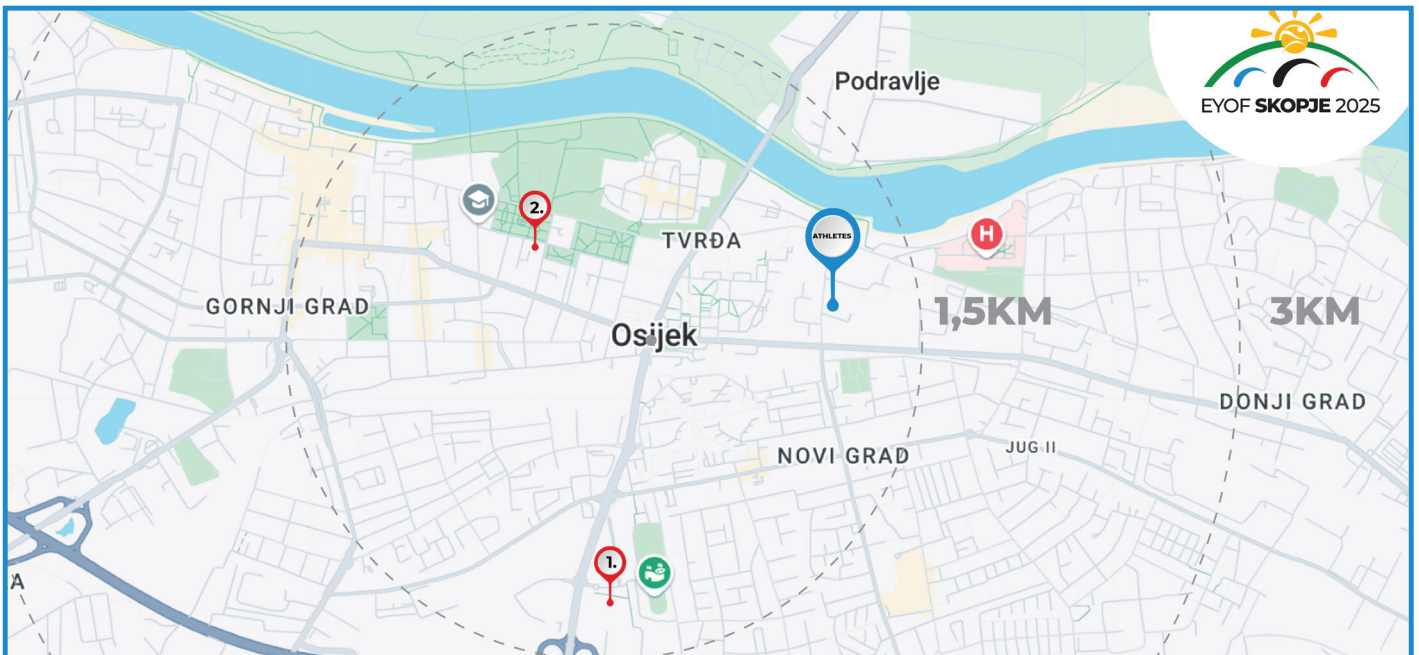 Podravlje
EYOF SKOPJE 2025
2.
ATHLETES
H
TVRĐA
GORNJI GRAD
1,5KM
3KM
Osijek
DONJI GRAD
NOVI GRAD
JUG II
1.
A